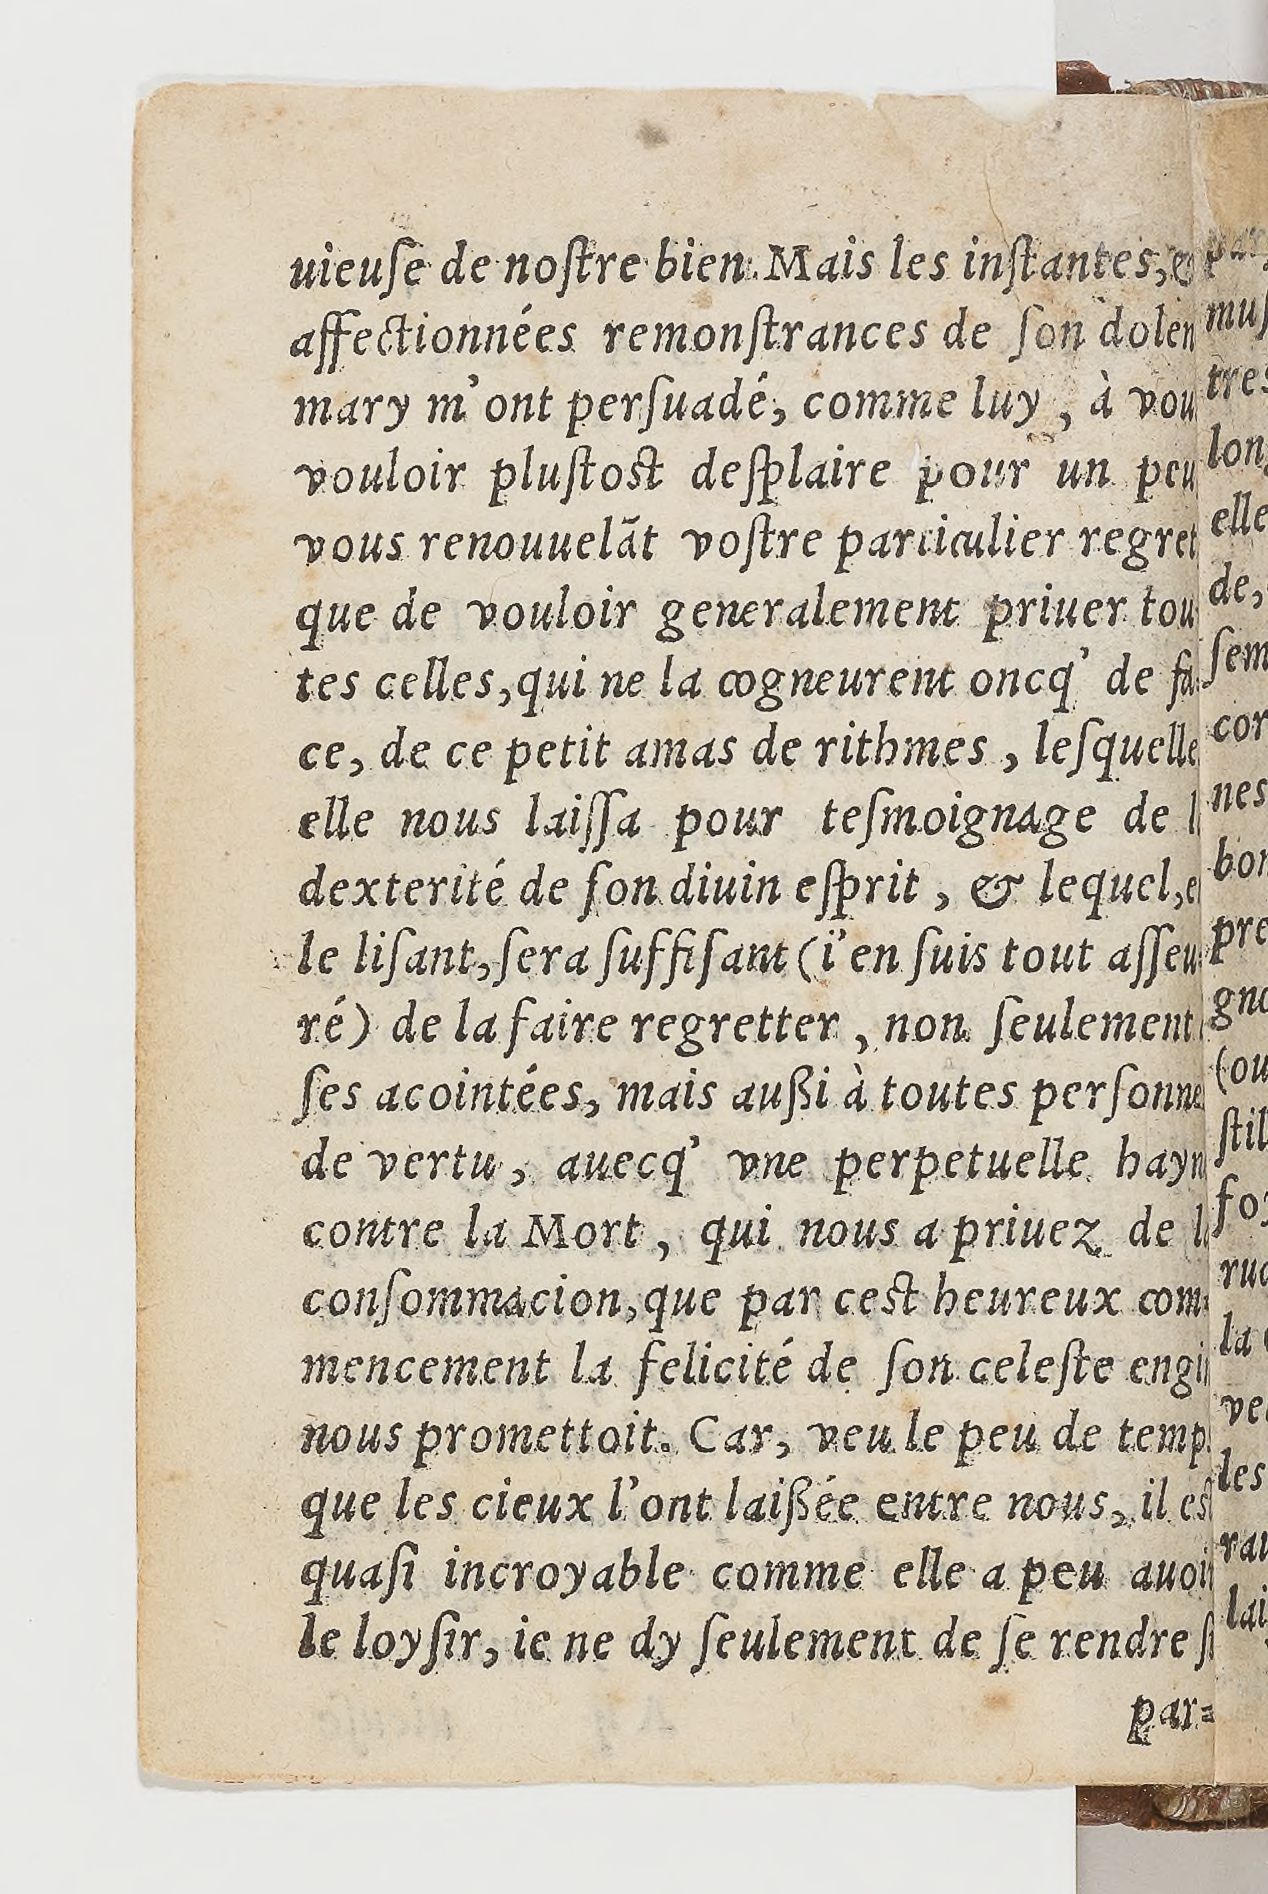 uieuſe de noſtre bien. Mais les inſtantes, &
affectionnées remonſtrances de ſon dolen
mary m'ont perſuadé, comme luy, à vou
vouloir pluſtoſt deſplaire pour un peu
vous renouuelãt voſtre particulier regret
que de vouloir generalement priuer tou
tes celles, qui ne la cogneurent oncq' de fa
ce, de ce petit amas de rithmes, leſquelle
elle nous laiſſa pour teſmoignage de l
dexterité de ſon diuin eſprit, & lequel, e
le liſant, ſera ſuffiſant (i'en ſuis tout aſſeu
ré) de la faire regretter, non ſeulement
ſes acointées, mais außi à toutes perſonne
de vertu, auecq' vne perpetuelle hayn
contre la Mort, qui nous a priuez de l
conſommacion, que par ceſt heureux com
mencement la felicité de ſon celeſte engi
nous promettoit. Car, veu le peu de temp
que les cieux l'ont laißée entre nous, il eſ
quaſi incroyable comme elle a peu auoi
le loyſir, ie ne dy ſeulement de ſe rendre ſi
par=
par
muſ
tres
lon
elle
de,
ſem
cor
nes
bon
pre
gno
(ou
ſtil
la
les
rau
lai